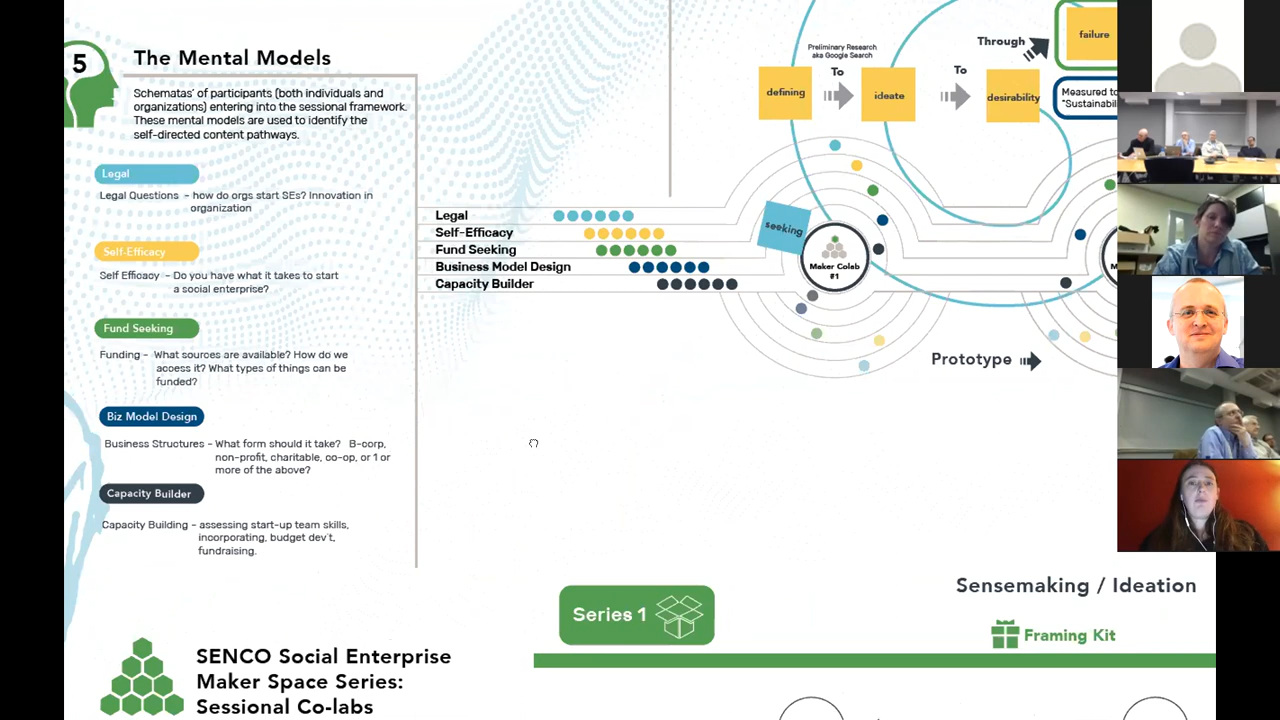 5
The Mental Models
Schematas' of participants (both individuals and
organizations) entering into the sessional framework.
These mental models are used to identify the
self-directed content pathways.
Legal
Legal Questions – how do orgs start SEs? Innovation in
organization
Self-Efficacy
Self Efficacy – Do you have what it takes to start
a social enterprise?
Fund Seeking
Funding – What sources are available? How do we
access it? What types of things can be
funded?
Biz Model Design
Business Structures – What form should it take? B-corp,
non-profit, charitable, co-op, or 1 or
more of the above?
Capacity Builder
Capacity Building – assessing start-up team skills,
incorporating, budget dev't,
fundraising.
Legal
Self-Efficacy
Fund Seeking
Business Model Design
Capacity Builder
Preliminary Research
aka Google Search
defining
To
ideate
To
desirability
Through
failure
Measured to
"Sustainabil
seeking
Maker Colab
#1
M
Prototype
Sensemaking / Ideation
Series 1
Framing Kit
SENCO Social Enterprise
Maker Space Series:
Sessional Co-labs